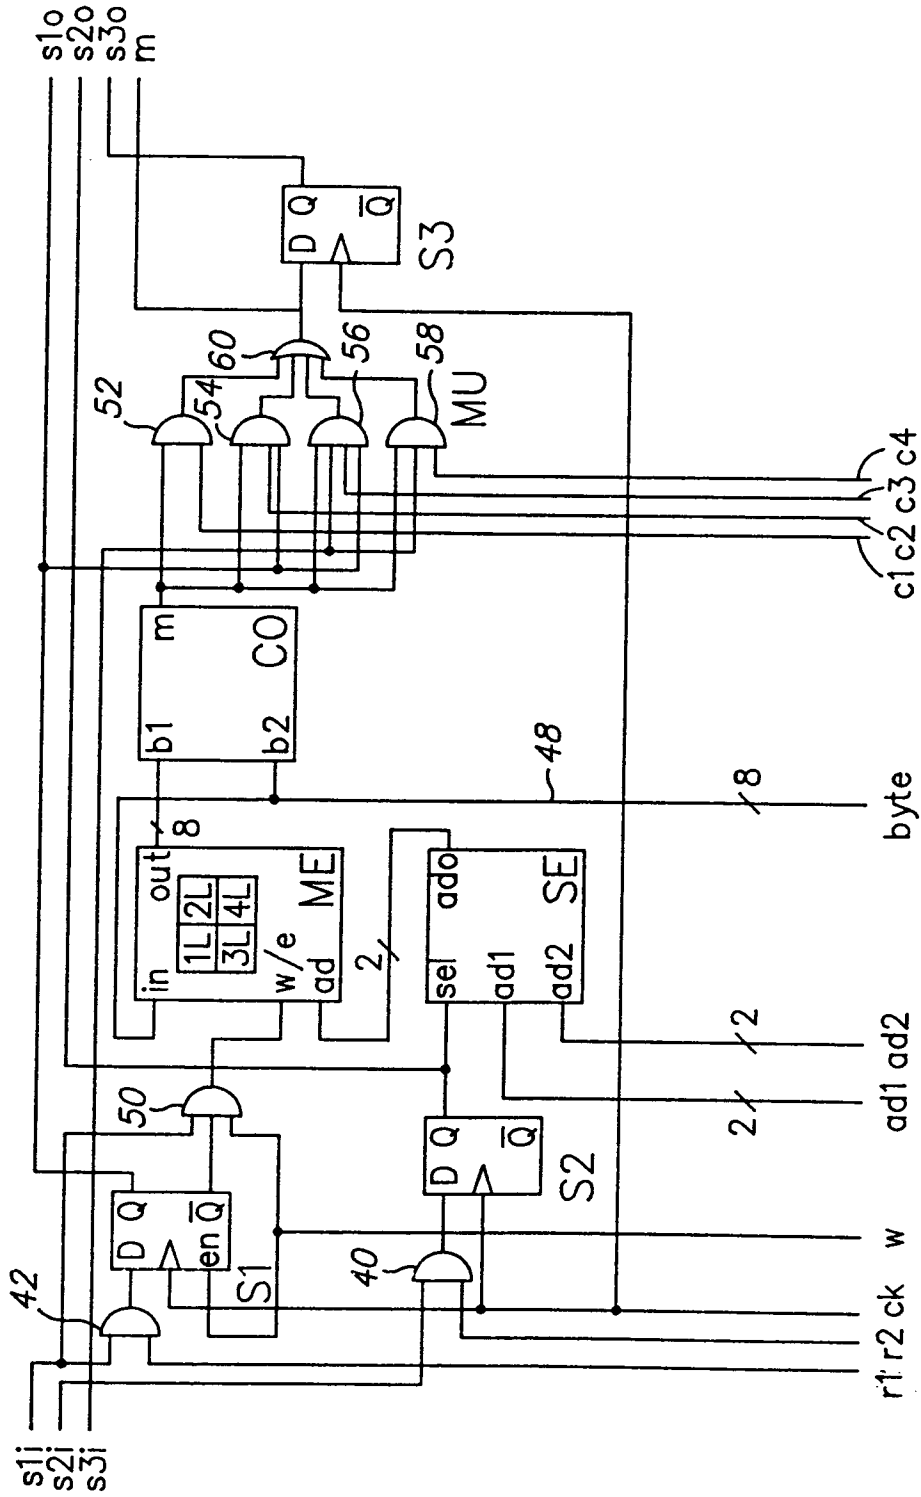 s1i
s2i
s3i
42
D Q
en Q̅
S1
50
40
D Q
Q̅
S2
in out
1L 2L
3L 4L
w/e
ad
ME
8
2
sel ado
ad1
ad2
SE
b1 m
b2
CO
48
52
54
56
58
60
MU
D Q
Q̅
S3
s1o
s2o
s3o
m
r1 r2 ck w ad1 ad2 byte c1 c2 c3 c4
2
2
8